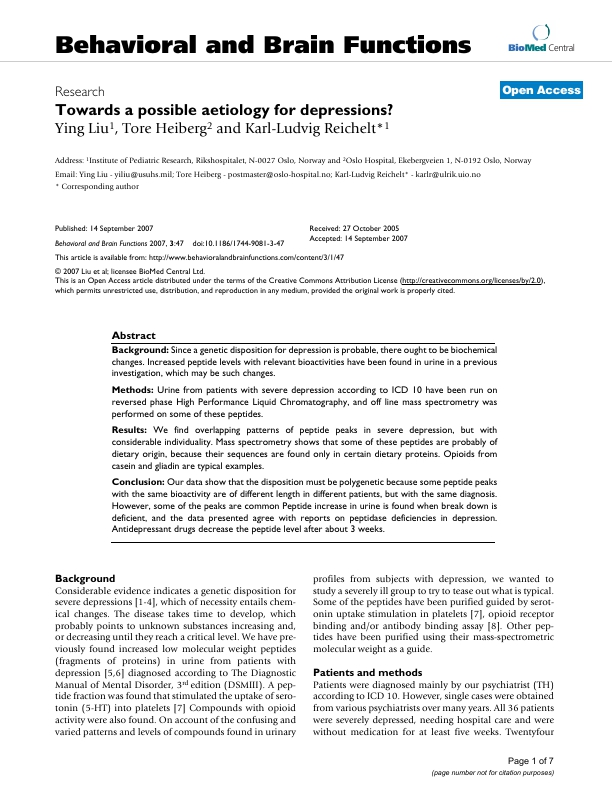 Behavioral and Brain Functions
BioMed Central
Open Access
Research
Towards a possible aetiology for depressions?
Ying Liu1, Tore Heiberg2 and Karl-Ludvig Reichelt*1
Address: 1Institute of Pediatric Research, Rikshospitalet, N-0027 Oslo, Norway and 2Oslo Hospital, Ekebergveien 1, N-0192 Oslo, Norway
Email: Ying Liu - yiliu@usuhs.mil; Tore Heiberg - postmaster@oslo-hospital.no; Karl-Ludvig Reichelt* - karlr@ulrik.uio.no
* Corresponding author
Published: 14 September 2007
Behavioral and Brain Functions 2007, 3:47 doi:10.1186/1744-9081-3-47
Received: 27 October 2005
Accepted: 14 September 2007
This article is available from: http://www.behavioralandbrainfunctions.com/content/3/1/47
© 2007 Liu et al; licensee BioMed Central Ltd.
This is an Open Access article distributed under the terms of the Creative Commons Attribution License (http://creativecommons.org/licenses/by/2.0),
which permits unrestricted use, distribution, and reproduction in any medium, provided the original work is properly cited.
Abstract
Background: Since a genetic disposition for depression is probable, there ought to be biochemical
changes. Increased peptide levels with relevant bioactivities have been found in urine in a previous
investigation, which may be such changes.
Methods: Urine from patients with severe depression according to ICD 10 have been run on
reversed phase High Performance Liquid Chromatography, and off line mass spectrometry was
performed on some of these peptides.
Results: We find overlapping patterns of peptide peaks in severe depression, but with
considerable individuality. Mass spectrometry shows that some of these peptides are probably of
dietary origin, because their sequences are found only in certain dietary proteins. Opioids from
casein and gliadin are typical examples.
Conclusion: Our data show that the disposition must be polygenetic because some peptide peaks
with the same bioactivity are of different length in different patients, but with the same diagnosis.
However, some of the peaks are common Peptide increase in urine is found when break down is
deficient, and the data presented agree with reports on peptidase deficiencies in depression.
Antidepressant drugs decrease the peptide level after about 3 weeks.
Background
Considerable evidence indicates a genetic disposition for
severe depressions [1-4], which of necessity entails chem-
ical changes. The disease takes time to develop, which
probably points to unknown substances increasing and,
or decreasing until they reach a critical level. We have pre-
viously found increased low molecular weight peptides
(fragments of proteins) in urine from patients with
depression [5,6] diagnosed according to The Diagnostic
Manual of Mental Disorder, 3rd edition (DSMIII). A pep-
tide fraction was found that stimulated the uptake of sero-
tonin (5-HT) into platelets [7] Compounds with opioid
activity were also found. On account of the confusing and
varied patterns and levels of compounds found in urinary
profiles from subjects with depression, we wanted to
study a severely ill group to try to tease out what is typical.
Some of the peptides have been purified guided by serot-
onin uptake stimulation in platelets [7], opioid receptor
binding and/or antibody binding assay [8]. Other pep-
tides have been purified using their mass-spectrometric
molecular weight as a guide.
Patients and methods
Patients were diagnosed mainly by our psychiatrist (TH)
according to ICD 10. However, single cases were obtained
from various psychiatrists over many years. All 36 patients
were severely depressed, needing hospital care and were
without medication for at least five weeks. Twentyfour
Page 1 of 7
(page number not for citation purposes)